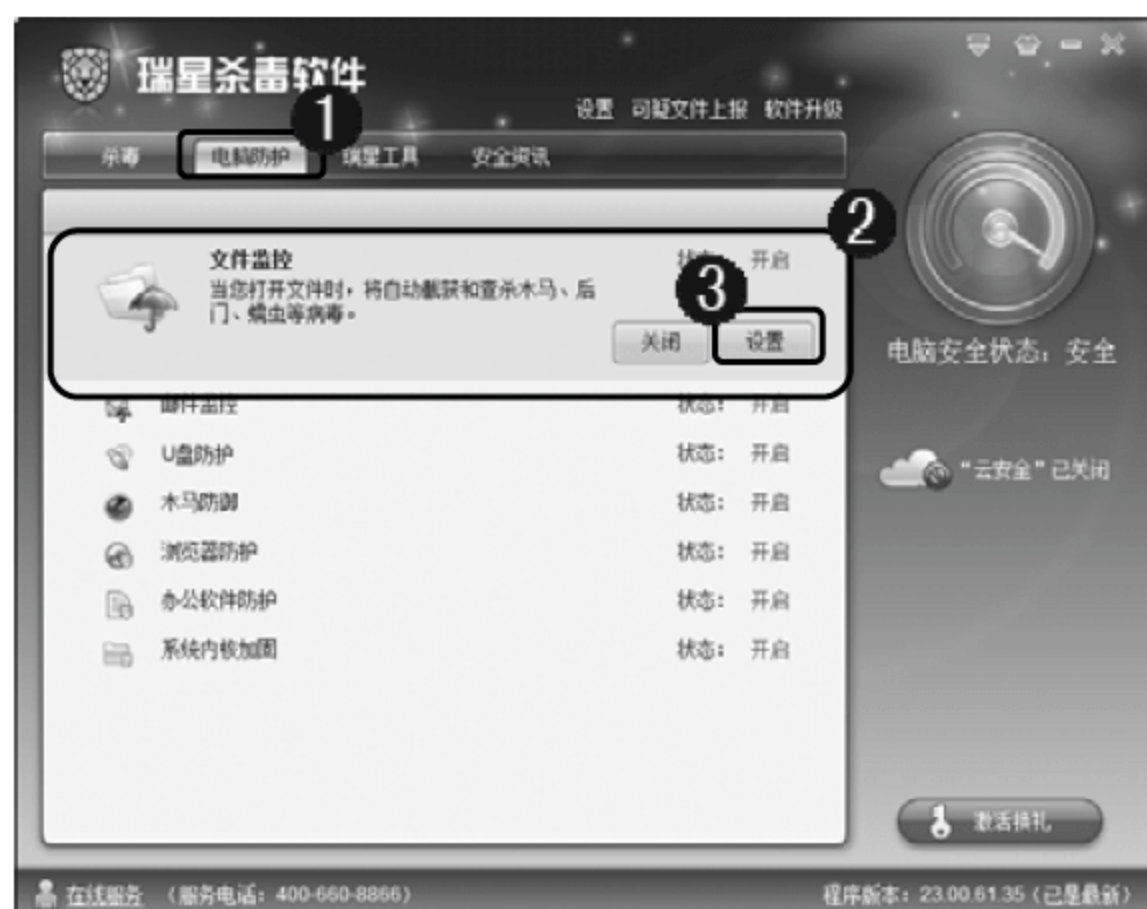 瑞星杀毒软件
设置 可疑文件上报 软件升级
1
杀毒 电脑防护 瑞星工具 安全资讯
2
文件监控 状态： 开启
当您打开文件时，将自动截获和查杀木马、后
门、蠕虫等病毒。
3
关闭 设置
电脑安全状态：安全
邮件监控 状态： 开启
U盘防护 状态： 开启
“云安全”已关闭
木马防御 状态： 开启
浏览器防护 状态： 开启
办公软件防护 状态： 开启
系统内核加固 状态： 开启
激活换礼
在线服务 （服务电话：400-660-8866） 程序版本：23.00.61.35（已是最新）